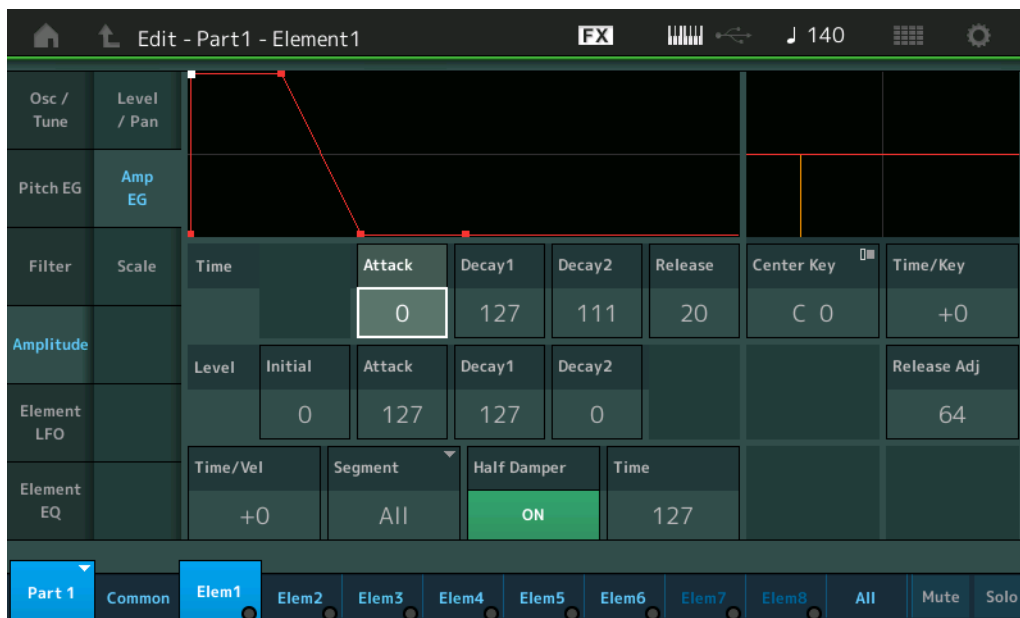 Edit - Part1 - Element1 FX ♩ 140
Osc / Tune
Level / Pan
Pitch EG
Amp EG
Filter
Scale
Amplitude
Element LFO
Element EQ
Time Attack Decay1 Decay2 Release Center Key Time/Key
0 127 111 20 C 0 +0
Level Initial Attack Decay1 Decay2 Release Adj
0 127 127 0 64
Time/Vel Segment Half Damper Time
+0 All ON 127
Part 1 Common Elem1 Elem2 Elem3 Elem4 Elem5 Elem6 Elem7 Elem8 All Mute Solo